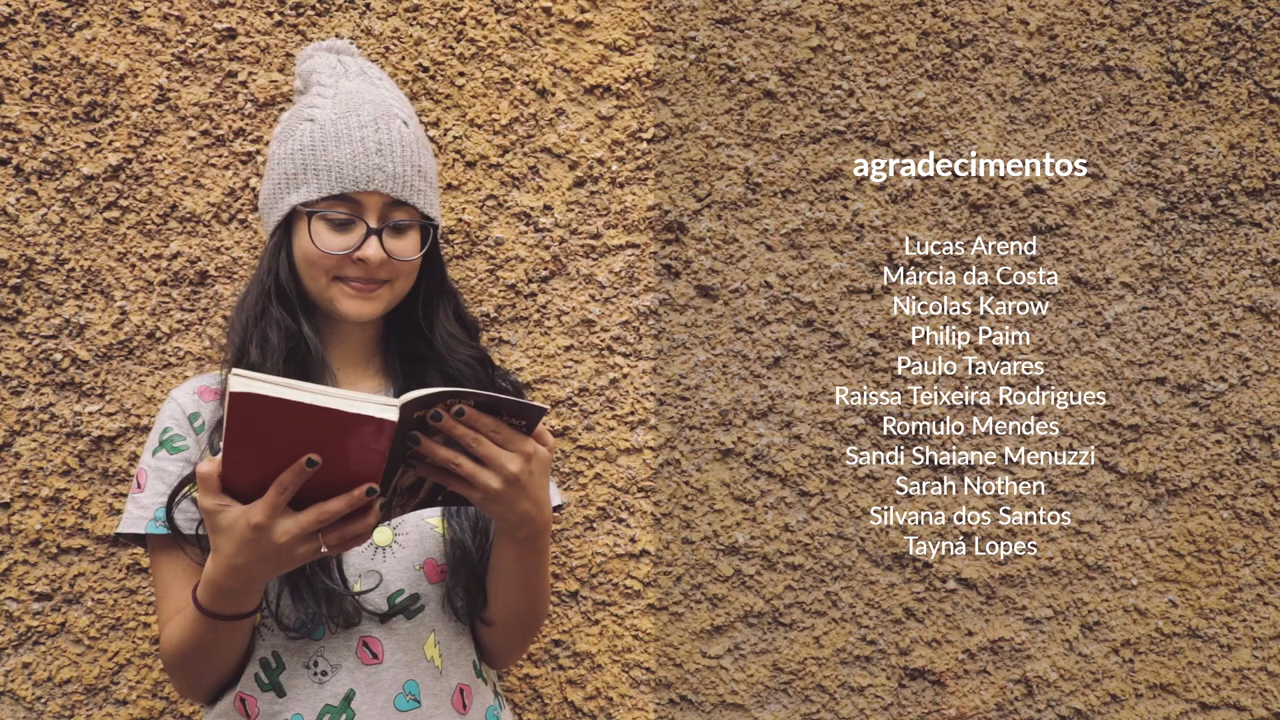 agradecimentos
Lucas Arend
Márcia da Costa
Nicolas Karow
Philip Paim
Paulo Tavares
Raissa Teixeira Rodrigues
Romulo Mendes
Sandi Shaiane Menuzzi
Sarah Nothen
Silvana dos Santos
Tayná Lopes